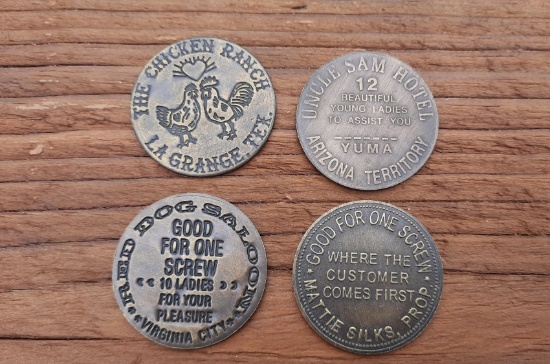 THE CHICKEN RANCH
LA GRANGE, TEX.
UNCLE SAM HOTEL
12
BEAUTIFUL
YOUNG LADIES
TO ASSIST YOU
YUMA
ARIZONA TERRITORY
RED DOG SALOON
GOOD
FOR ONE
SCREW
10 LADIES
FOR YOUR
PLEASURE
VIRGINIA CITY
GOOD FOR ONE SCREW
WHERE THE
CUSTOMER
COMES FIRST
MATTIE SILKS, PROP.